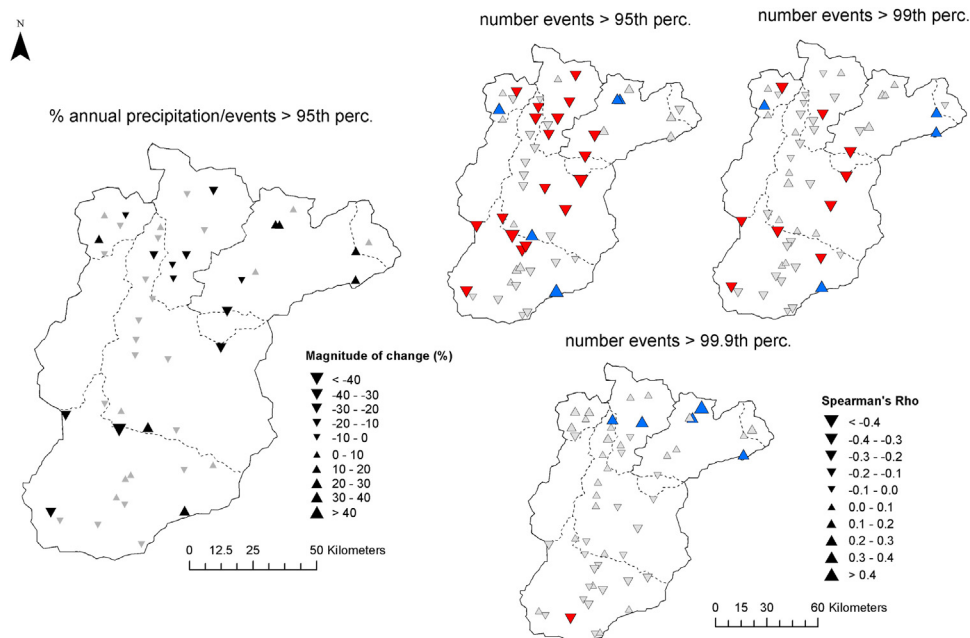 number events > 95th perc.
number events > 99th perc.
N
% annual precipitation/events > 95th perc.
number events > 99.9th perc.
Magnitude of change (%)
< -40
-40 - -30
-30 - -20
-20 - -10
-10 - 0
0 - 10
10 - 20
20 - 30
30 - 40
> 40
0 12.5 25 50 Kilometers
Spearman's Rho
< -0.4
-0.4 - -0.3
-0.3 - -0.2
-0.2 - -0.1
-0.1 - 0.0
0.0 - 0.1
0.1 - 0.2
0.2 - 0.3
0.3 - 0.4
> 0.4
0 15 30 60 Kilometers